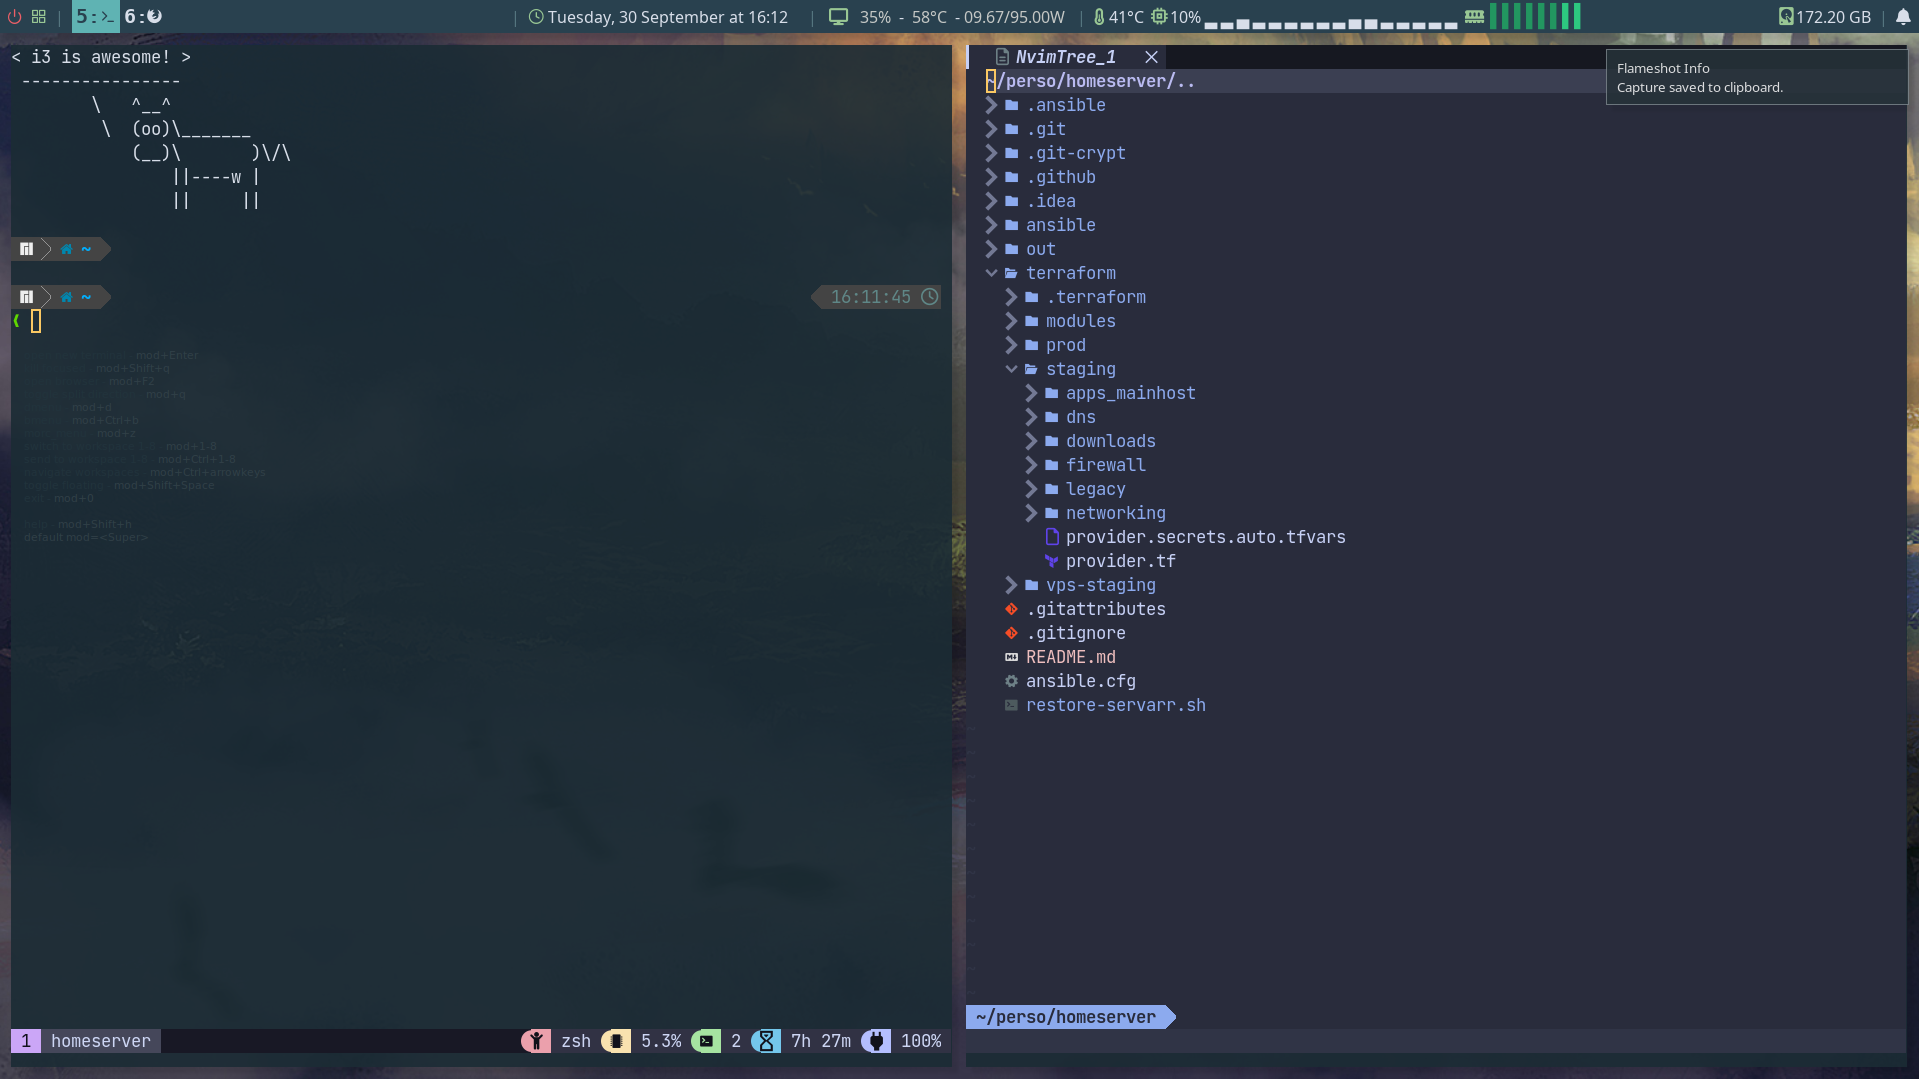 5: 6:
Tuesday, 30 September at 16:12
35% - 58°C - 09.67/95.00W
41°C 10%
172.20 GB
< i3 is awesome! >
 ----------------
        \   ^__^
         \  (oo)\_______
            (__)\       )\/\
                ||----w |
                ||     ||
~
~ 16:11:45
mod+Enter
mod+Shift+q
mod+F2
mod+q
mod+d
mod+Ctrl+b
mod+z
mod+1-8
mod+Ctrl+1-8
mod+Ctrl+arrowkeys
mod+Shift+Space
mod+0
help mod+Shift+h
default mod=<Super>
1 homeserver
zsh 5.3% 2 7h 27m 100%
NvimTree_1
~/perso/homeserver/..
.ansible
.git
.git-crypt
.github
.idea
ansible
out
terraform
.terraform
modules
prod
staging
apps_mainhost
dns
downloads
firewall
legacy
networking
provider.secrets.auto.tfvars
provider.tf
vps-staging
.gitattributes
.gitignore
README.md
ansible.cfg
restore-servarr.sh
~/perso/homeserver
Flameshot Info
Capture saved to clipboard.